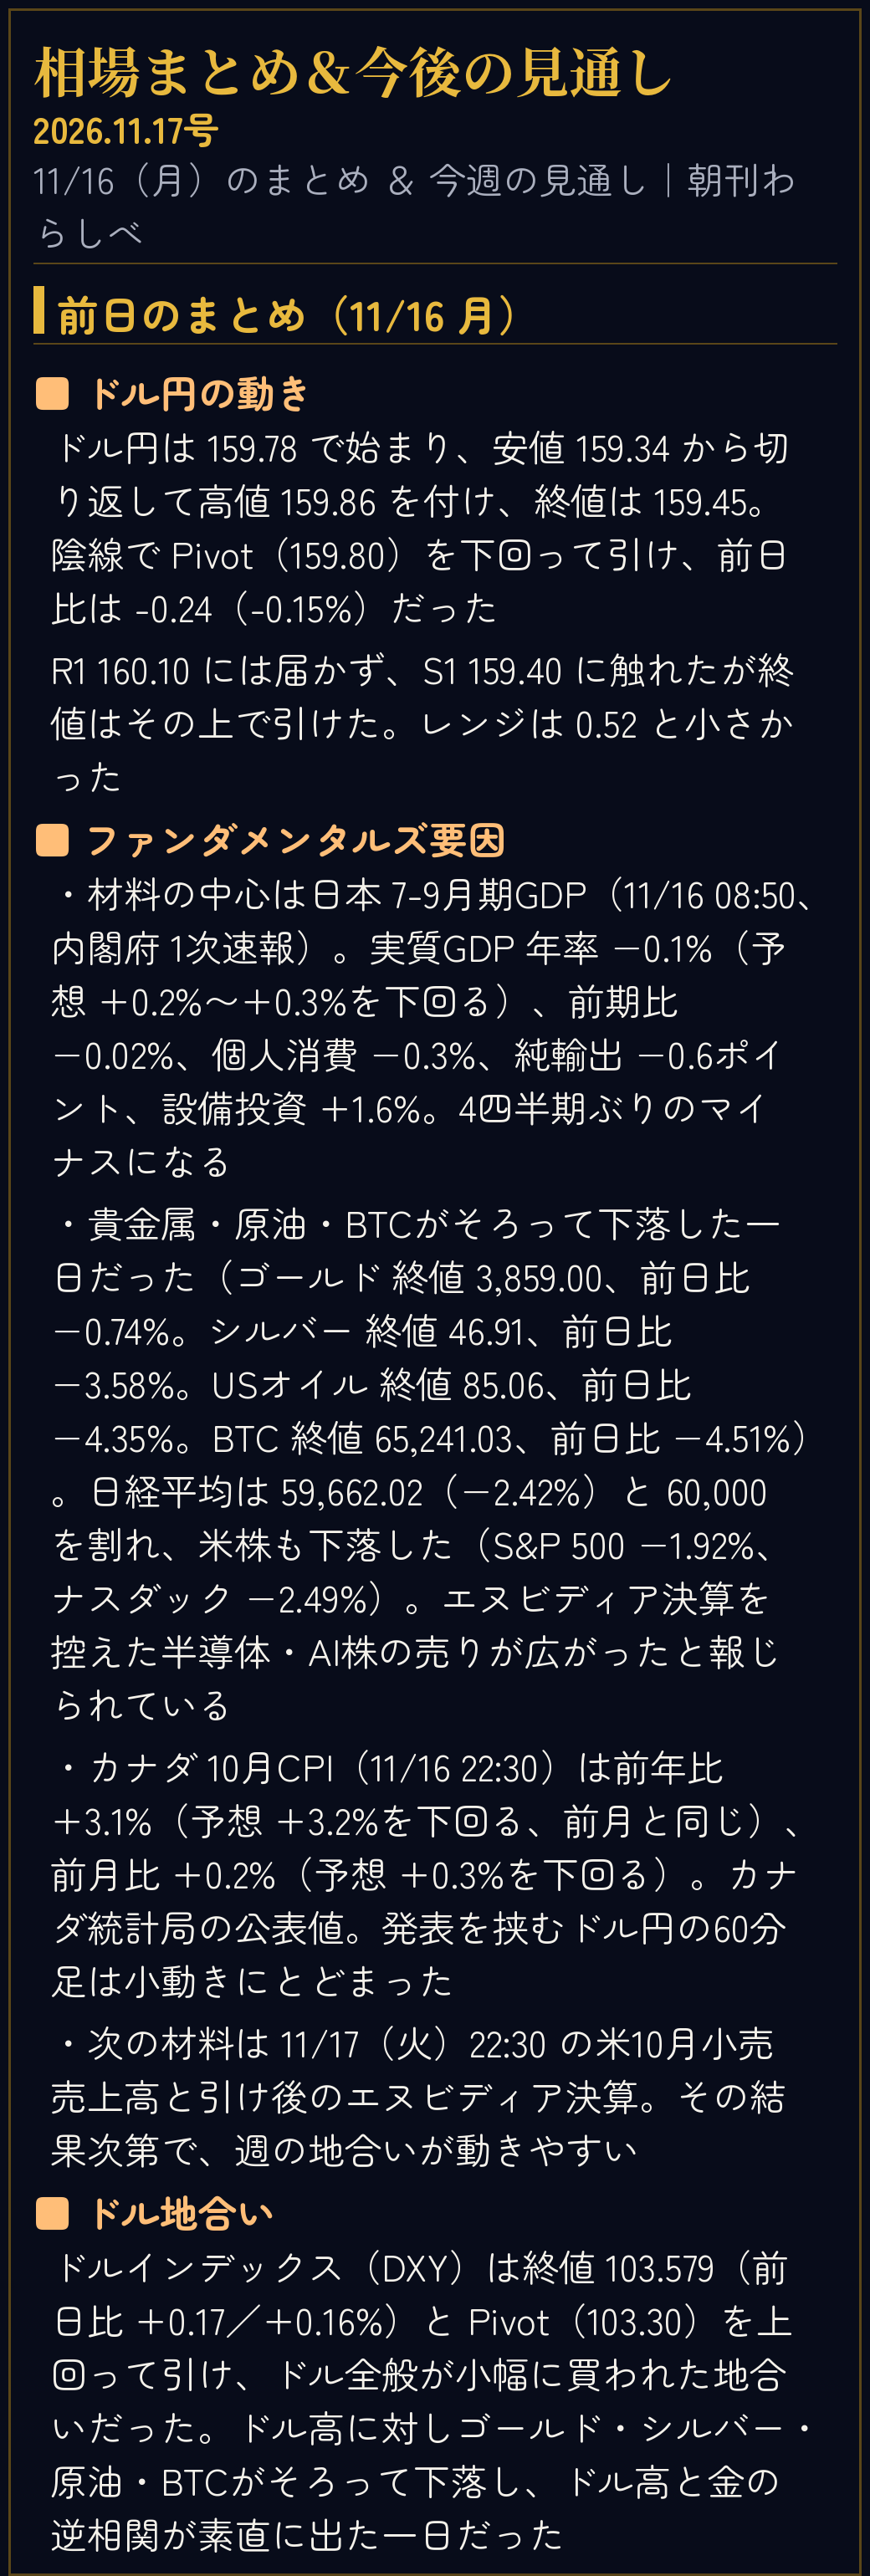 相場まとめ&今後の見通し
2026.11.17号
11/16（月）のまとめ & 今週の見通し｜朝刊わ
らしべ
前日のまとめ（11/16 月）
■ ドル円の動き
ドル円は 159.78 で始まり、安値 159.34 から切
り返して高値 159.86 を付け、終値は 159.45。
陰線で Pivot（159.80）を下回って引け、前日
比は -0.24（-0.15%）だった
R1 160.10 には届かず、S1 159.40 に触れたが終
値はその上で引けた。レンジは 0.52 と小さか
った
■ ファンダメンタルズ要因
・材料の中心は日本 7-9月期GDP（11/16 08:50、
内閣府 1次速報）。実質GDP 年率 −0.1%（予
想 +0.2%〜+0.3%を下回る）、前期比
−0.02%、個人消費 −0.3%、純輸出 −0.6ポイ
ント、設備投資 +1.6%。4四半期ぶりのマイ
ナスになる
・貴金属・原油・BTCがそろって下落した一
日だった（ゴールド 終値 3,859.00、前日比
−0.74%。シルバー 終値 46.91、前日比
−3.58%。USオイル 終値 85.06、前日比
−4.35%。BTC 終値 65,241.03、前日比 −4.51%）
。日経平均は 59,662.02（−2.42%）と 60,000
を割れ、米株も下落した（S&P 500 −1.92%、
ナスダック −2.49%）。エヌビディア決算を
控えた半導体・AI株の売りが広がったと報じ
られている
・カナダ 10月CPI（11/16 22:30）は前年比
+3.1%（予想 +3.2%を下回る、前月と同じ）、
前月比 +0.2%（予想 +0.3%を下回る）。カナ
ダ統計局の公表値。発表を挟むドル円の60分
足は小動きにとどまった
・次の材料は 11/17（火）22:30 の米10月小売
売上高と引け後のエヌビディア決算。その結
果次第で、週の地合いが動きやすい
■ ドル地合い
ドルインデックス（DXY）は終値 103.579（前
日比 +0.17／+0.16%）と Pivot（103.30）を上
回って引け、ドル全般が小幅に買われた地合
いだった。ドル高に対しゴールド・シルバー・
原油・BTCがそろって下落し、ドル高と金の
逆相関が素直に出た一日だった